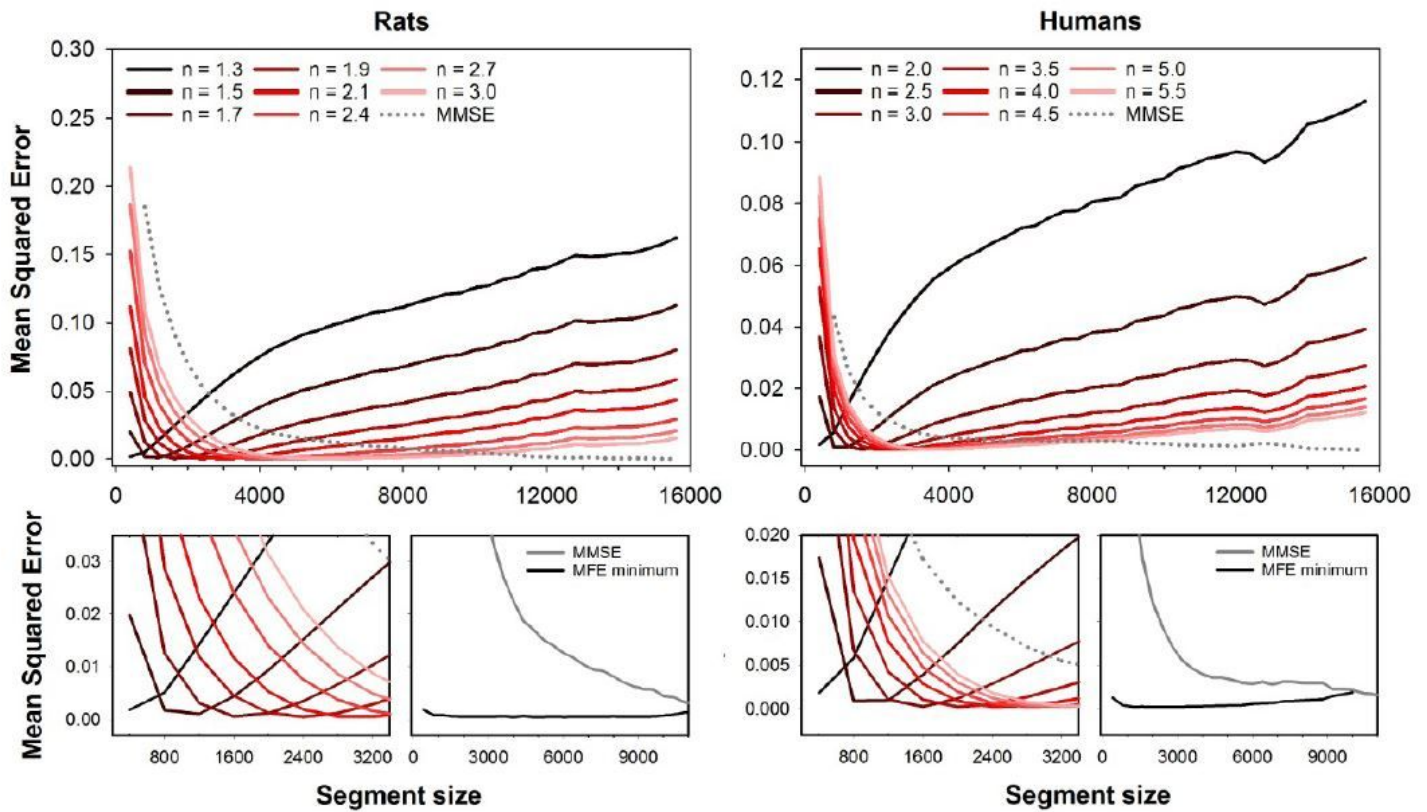 Rats
Humans
Mean Squared Error
0.30
0.25
0.20
0.15
0.10
0.05
0.00
n = 1.3
n = 1.5
n = 1.7
n = 1.9
n = 2.1
n = 2.4
n = 2.7
n = 3.0
MMSE
0 4000 8000 12000 16000
0.12
0.10
0.08
0.06
0.04
0.02
0.00
n = 2.0
n = 2.5
n = 3.0
n = 3.5
n = 4.0
n = 4.5
n = 5.0
n = 5.5
MMSE
0 4000 8000 12000 16000
Mean Squared Error
0.03
0.02
0.01
0.00
800 1600 2400 3200
MMSE
MFE minimum
0 3000 6000 9000
Segment size
0.020
0.015
0.010
0.005
0.000
800 1600 2400 3200
MMSE
MFE minimum
0 3000 6000 9000
Segment size